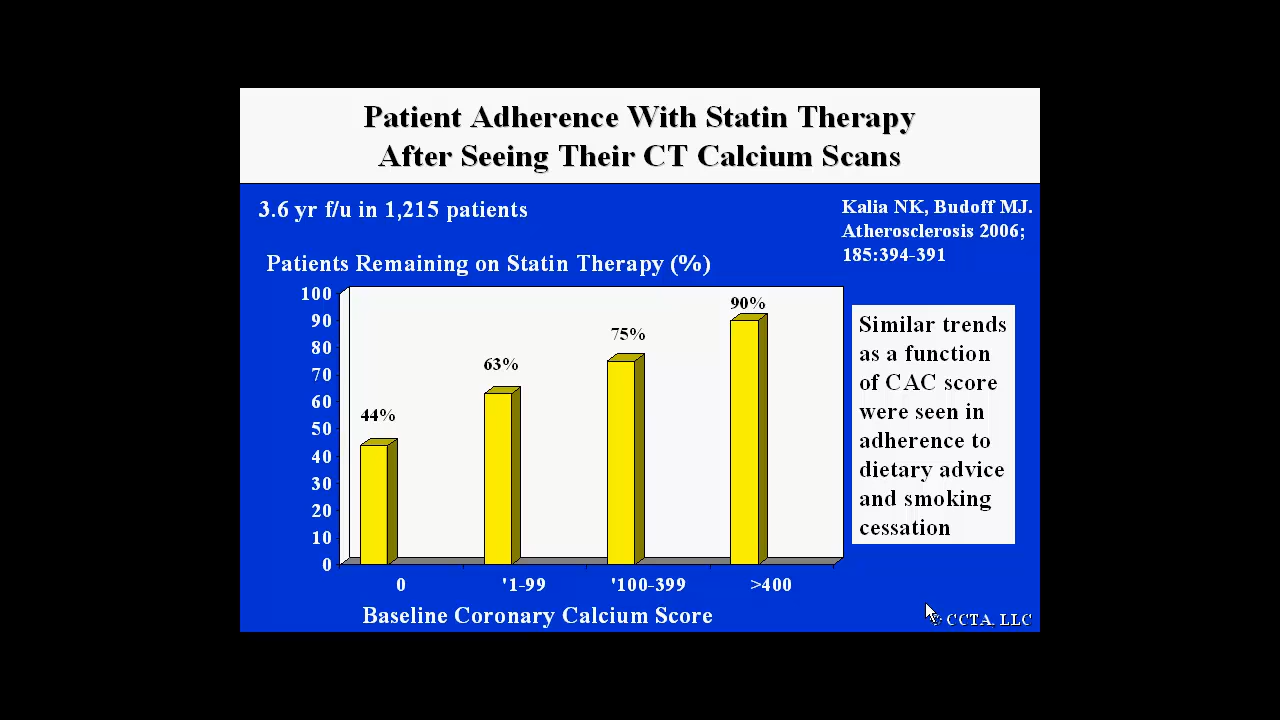 Patient Adherence With Statin Therapy
After Seeing Their CT Calcium Scans
3.6 yr f/u in 1,215 patients
Kalia NK, Budoff MJ.
Atherosclerosis 2006;
185:394-391
Patients Remaining on Statin Therapy (%)
100
90
80
70
60
50
40
30
20
10
0
44%
63%
75%
90%
0
'1-99
'100-399
>400
Baseline Coronary Calcium Score
Similar trends
as a function
of CAC score
were seen in
adherence to
dietary advice
and smoking
cessation
© CCTA, LLC